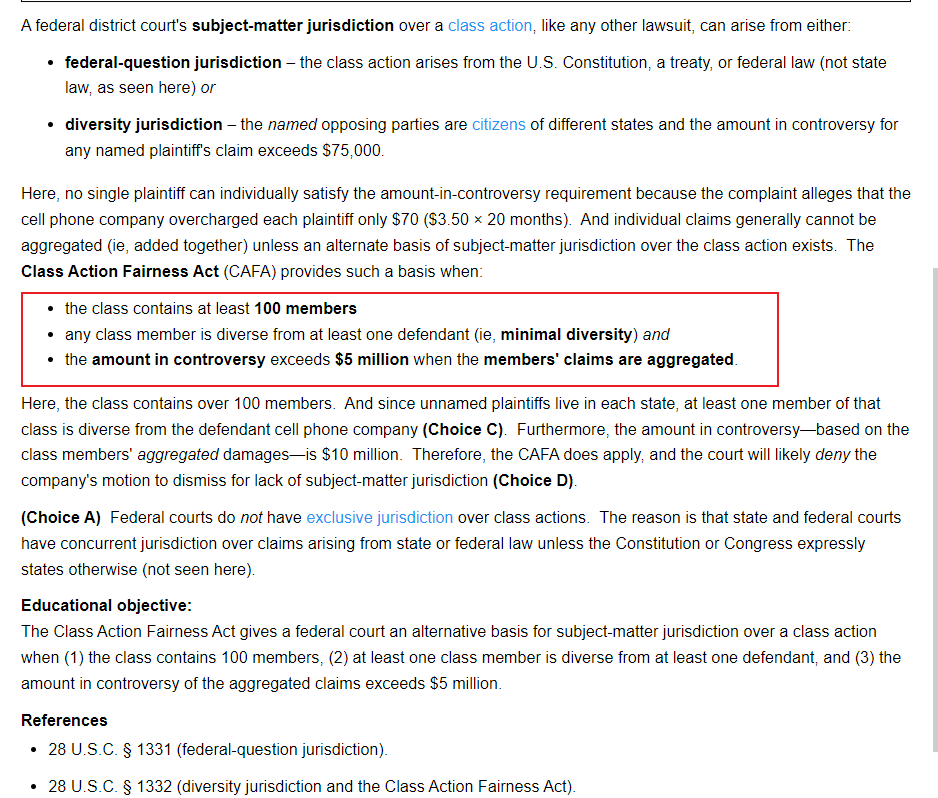 A federal district court's subject-matter jurisdiction over a class action, like any other lawsuit, can arise from either:
• federal-question jurisdiction – the class action arises from the U.S. Constitution, a treaty, or federal law (not state
law, as seen here) or
• diversity jurisdiction – the named opposing parties are citizens of different states and the amount in controversy for
any named plaintiff's claim exceeds $75,000.
Here, no single plaintiff can individually satisfy the amount-in-controversy requirement because the complaint alleges that the
cell phone company overcharged each plaintiff only $70 ($3.50 × 20 months).  And individual claims generally cannot be
aggregated (ie, added together) unless an alternate basis of subject-matter jurisdiction over the class action exists.  The
Class Action Fairness Act (CAFA) provides such a basis when:
• the class contains at least 100 members
• any class member is diverse from at least one defendant (ie, minimal diversity) and
• the amount in controversy exceeds $5 million when the members' claims are aggregated.
Here, the class contains over 100 members.  And since unnamed plaintiffs live in each state, at least one member of that
class is diverse from the defendant cell phone company (Choice C).  Furthermore, the amount in controversy—based on the
class members' aggregated damages—is $10 million.  Therefore, the CAFA does apply, and the court will likely deny the
company's motion to dismiss for lack of subject-matter jurisdiction (Choice D).
(Choice A)  Federal courts do not have exclusive jurisdiction over class actions.  The reason is that state and federal courts
have concurrent jurisdiction over claims arising from state or federal law unless the Constitution or Congress expressly
states otherwise (not seen here).
Educational objective:
The Class Action Fairness Act gives a federal court an alternative basis for subject-matter jurisdiction over a class action
when (1) the class contains 100 members, (2) at least one class member is diverse from at least one defendant, and (3) the
amount in controversy of the aggregated claims exceeds $5 million.
References
• 28 U.S.C. § 1331 (federal-question jurisdiction).
• 28 U.S.C. § 1332 (diversity jurisdiction and the Class Action Fairness Act).